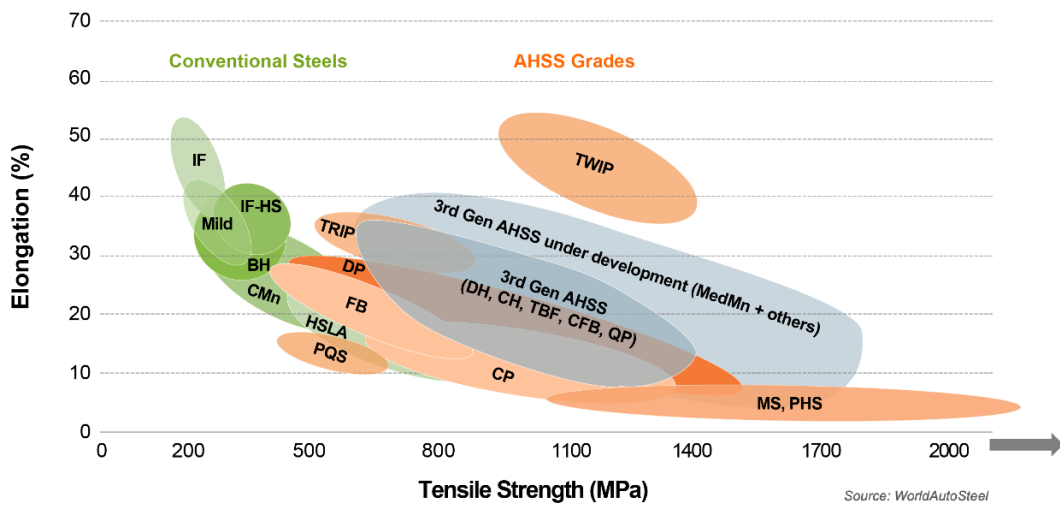 70
60
50
40
30
20
10
0
Elongation (%)
Conventional Steels
AHSS Grades
IF
IF-HS
Mild
BH
CMn
HSLA
PQS
TRIP
DP
FB
CP
TWIP
3rd Gen AHSS under development (MedMn + others)
3rd Gen AHSS
(DH, CH, TBF, CFB, QP)
MS, PHS
0 200 500 800 1100 1400 1700 2000
Tensile Strength (MPa)
Source: WorldAutoSteel